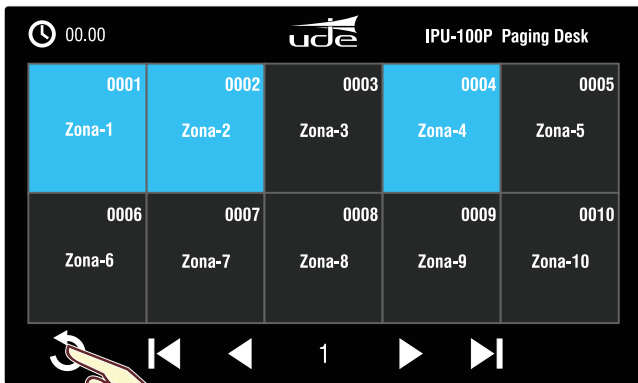 00.00 ude IPU-100P Paging Desk
0001 0002 0003 0004 0005
Zona-1 Zona-2 Zona-3 Zona-4 Zona-5
0006 0007 0008 0009 0010
Zona-6 Zona-7 Zona-8 Zona-9 Zona-10
1